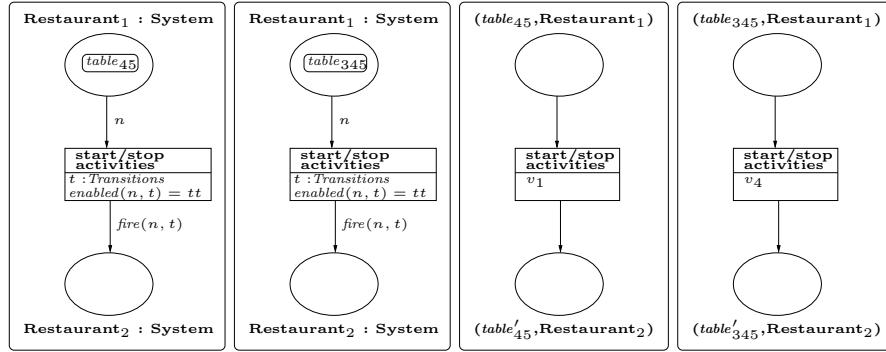 Restaurant₁ : System
table₄₅
n
start/stop
activities
t : Transitions
enabled(n, t) = tt
fire(n, t)
Restaurant₂ : System
Restaurant₁ : System
table₃₄₅
n
start/stop
activities
t : Transitions
enabled(n, t) = tt
fire(n, t)
Restaurant₂ : System
(table₄₅,Restaurant₁)
start/stop
activities
v₁
(table′₄₅,Restaurant₂)
(table₃₄₅,Restaurant₁)
start/stop
activities
v₄
(table′₃₄₅,Restaurant₂)